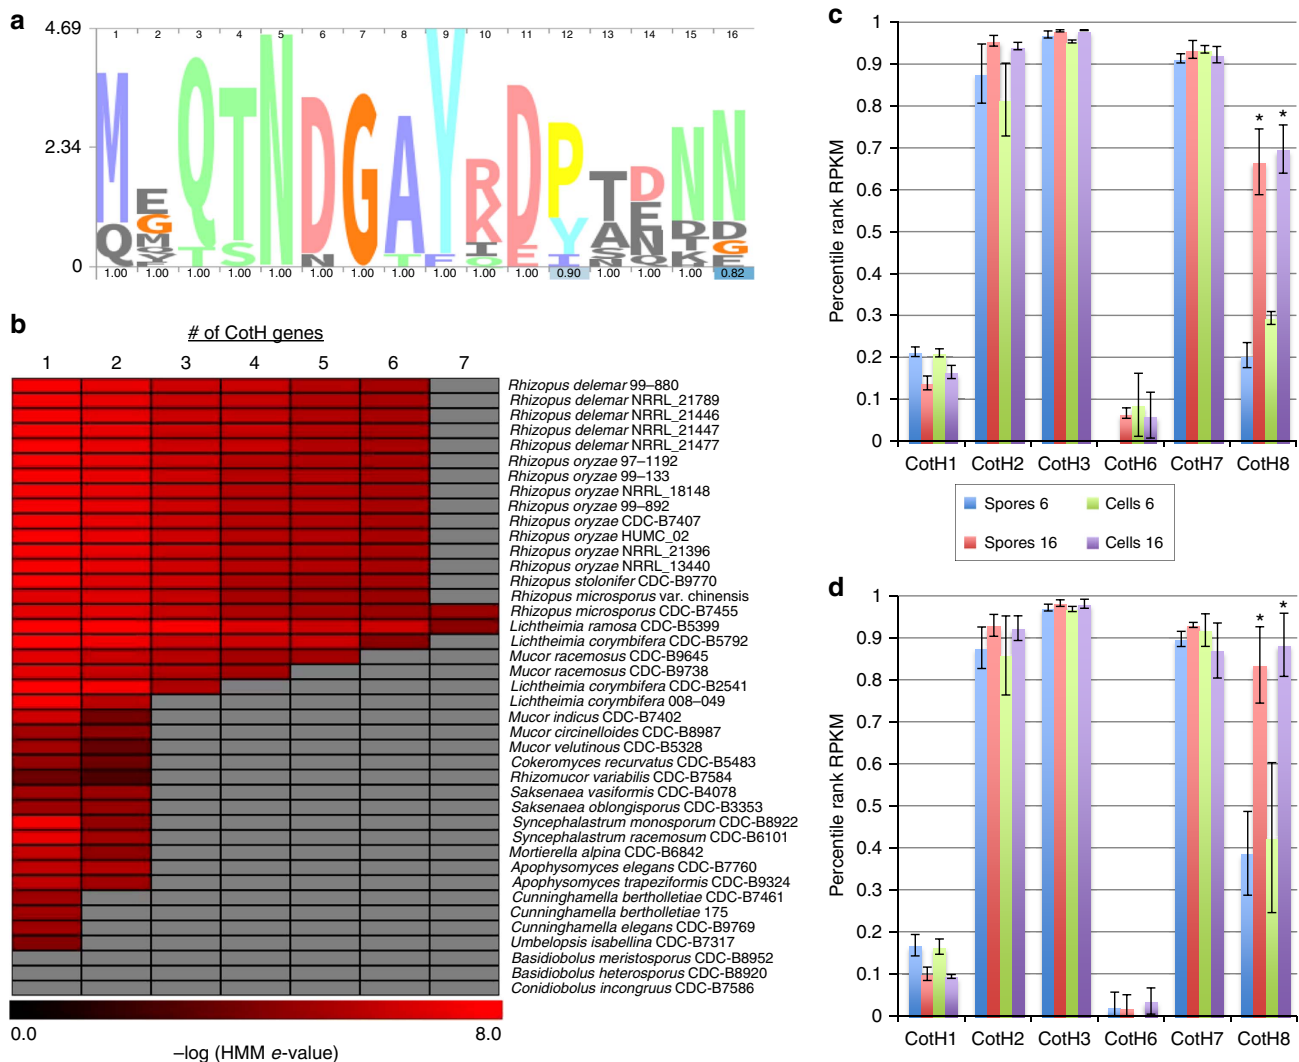 a
4.69
2.34
0
1 2 3 4 5 6 7 8 9 10 11 12 13 14 15 16
M E Q T N D G A Y R D P T D N N
Q G T S N T F K E Y A E D D
M I I S N T G
S Y O N Q K E
1.00 1.00 1.00 1.00 1.00 1.00 1.00 1.00 1.00 1.00 1.00 0.90 1.00 1.00 1.00 0.82
b
# of CotH genes
1 2 3 4 5 6 7
Rhizopus delemar 99–880
Rhizopus delemar NRRL_21789
Rhizopus delemar NRRL_21446
Rhizopus delemar NRRL_21447
Rhizopus delemar NRRL_21477
Rhizopus oryzae 97–1192
Rhizopus oryzae 99–133
Rhizopus oryzae NRRL_18148
Rhizopus oryzae 99–892
Rhizopus oryzae CDC-B7407
Rhizopus oryzae HUMC_02
Rhizopus oryzae NRRL_21396
Rhizopus oryzae NRRL_13440
Rhizopus stolonifer CDC-B9770
Rhizopus microsporus var. chinensis
Rhizopus microsporus CDC-B7455
Lichtheimia ramosa CDC-B5399
Lichtheimia corymbifera CDC-B5792
Mucor racemosus CDC-B9645
Mucor racemosus CDC-B9738
Lichtheimia corymbifera CDC-B2541
Lichtheimia corymbifera 008–049
Mucor indicus CDC-B7402
Mucor circinelloides CDC-B8987
Mucor velutinous CDC-B5328
Cokeromyces recurvatus CDC-B5483
Rhizomucor variabilis CDC-B7584
Saksenaea vasiformis CDC-B4078
Saksenaea oblongisporus CDC-B3353
Syncephalastrum monosporum CDC-B8922
Syncephalastrum racemosum CDC-B6101
Mortierella alpina CDC-B6842
Apophysomyces elegans CDC-B7760
Apophysomyces trapeziformis CDC-B9324
Cunninghamella bertholletiae CDC-B7461
Cunninghamella bertholletiae 175
Cunninghamella elegans CDC-B9769
Umbelopsis isabellina CDC-B7317
Basidiobolus meristosporus CDC-B8952
Basidiobolus heterosporus CDC-B8920
Conidiobolus incongruus CDC-B7586
0.0 8.0
–log (HMM e-value)
c
Percentile rank RPKM
1
0.9
0.8
0.7
0.6
0.5
0.4
0.3
0.2
0.1
0
* *
CotH1 CotH2 CotH3 CotH6 CotH7 CotH8
Spores 6 Cells 6
Spores 16 Cells 16
d
Percentile rank RPKM
1
0.9
0.8
0.7
0.6
0.5
0.4
0.3
0.2
0.1
0
* *
CotH1 CotH2 CotH3 CotH6 CotH7 CotH8